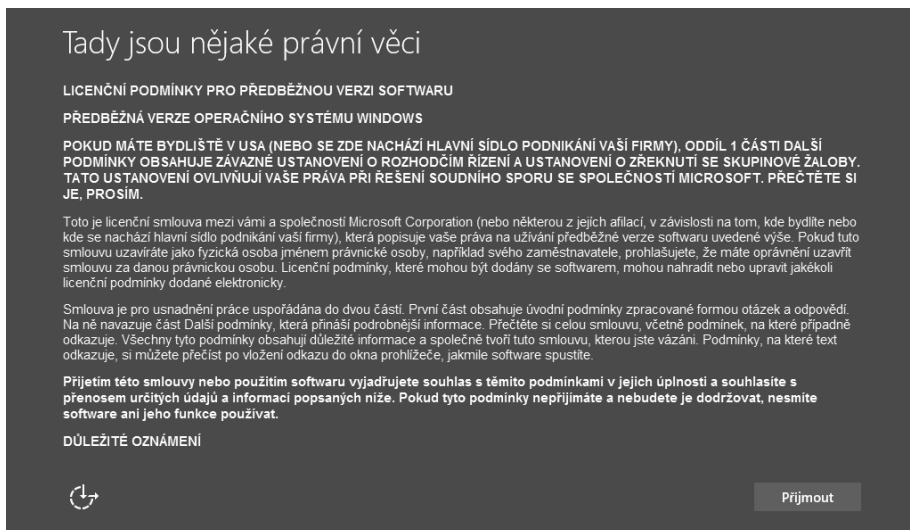 Tady jsou nějaké právní věci
LICENČNÍ PODMÍNKY PRO PŘEDBĚŽNOU VERZI SOFTWARU
PŘEDBĚŽNÁ VERZE OPERAČNÍHO SYSTÉMU WINDOWS
POKUD MÁTE BYDLIŠTĚ V USA (NEBO SE ZDE NACHÁZÍ HLAVNÍ SÍDLO PODNIKÁNÍ VAŠÍ FIRMY), ODDÍL 1 ČÁSTI DALŠÍ
PODMÍNKY OBSAHUJE ZÁVAZNÉ USTANOVENÍ O ROZHODČÍM ŘÍZENÍ A USTANOVENÍ O ZŘEKNUTÍ SE SKUPINOVÉ ŽALOBY.
TATO USTANOVENÍ OVLIVŇUJÍ VAŠE PRÁVA PŘI ŘEŠENÍ SOUDNÍHO SPORU SE SPOLEČNOSTÍ MICROSOFT. PŘEČTĚTE SI
JE, PROSÍM.
Toto je licenční smlouva mezi vámi a společností Microsoft Corporation (nebo některou z jejích afilací, v závislosti na tom, kde bydlíte nebo
kde se nachází hlavní sídlo podnikání vaší firmy), která popisuje vaše práva na užívání předběžné verze softwaru uvedené výše. Pokud tuto
smlouvu uzavíráte jako fyzická osoba jménem právnické osoby, například svého zaměstnavatele, prohlašujete, že máte oprávnění uzavřít
smlouvu za danou právnickou osobu. Licenční podmínky, které mohou být dodány se softwarem, mohou nahradit nebo upravit jakékoli
licenční podmínky dodané elektronicky.
Smlouva je pro usnadnění práce uspořádána do dvou částí. První část obsahuje úvodní podmínky zpracované formou otázek a odpovědí.
Na ně navazuje část Další podmínky, která přináší podrobnější informace. Přečtěte si celou smlouvu, včetně podmínek, na které případně
odkazuje. Všechny tyto podmínky obsahují důležité informace a společně tvoří tuto smlouvu, kterou jste vázáni. Podmínky, na které text
odkazuje, si můžete přečíst po vložení odkazu do okna prohlížeče, jakmile software spustíte.
Přijetím této smlouvy nebo použitím softwaru vyjadřujete souhlas s těmito podmínkami v jejich úplnosti a souhlasíte s
přenosem určitých údajů a informací popsaných níže. Pokud tyto podmínky nepřijímáte a nebudete je dodržovat, nesmíte
software ani jeho funkce používat.
DŮLEŽITÉ OZNÁMENÍ
Přijmout